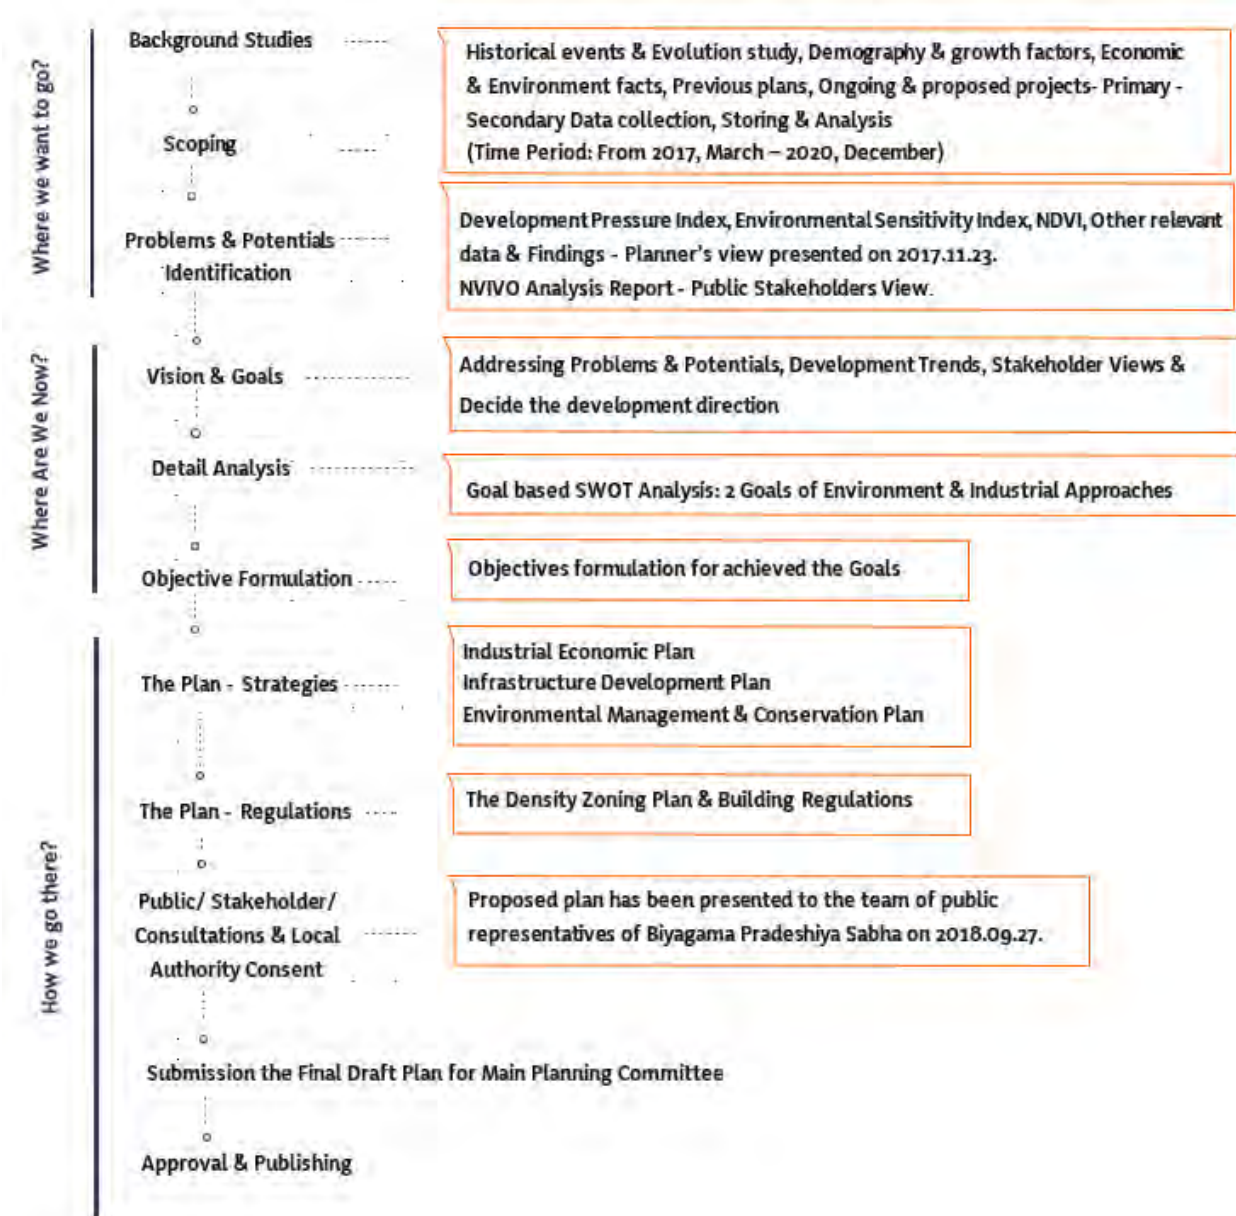 Where we want to go?
Background Studies
Historical events & Evolution study, Demography & growth factors, Economic
& Environment facts, Previous plans, Ongoing & proposed projects- Primary -
Secondary Data collection, Storing & Analysis
(Time Period: From 2017, March – 2020, December)
Scoping
Problems & Potentials
Identification
Development Pressure Index, Environmental Sensitivity Index, NDVI, Other relevant
data & Findings - Planner's view presented on 2017.11.23.
NVIVO Analysis Report - Public Stakeholders View.
Where Are We Now?
Vision & Goals
Addressing Problems & Potentials, Development Trends, Stakeholder Views &
Decide the development direction
Detail Analysis
Goal based SWOT Analysis: 2 Goals of Environment & Industrial Approaches
Objective Formulation
Objectives formulation for achieved the Goals
How we go there?
The Plan - Strategies
Industrial Economic Plan
Infrastructure Development Plan
Environmental Management & Conservation Plan
The Plan - Regulations
The Density Zoning Plan & Building Regulations
Public/ Stakeholder/
Consultations & Local
Authority Consent
Proposed plan has been presented to the team of public
representatives of Biyagama Pradeshiya Sabha on 2018.09.27.
Submission the Final Draft Plan for Main Planning Committee
Approval & Publishing